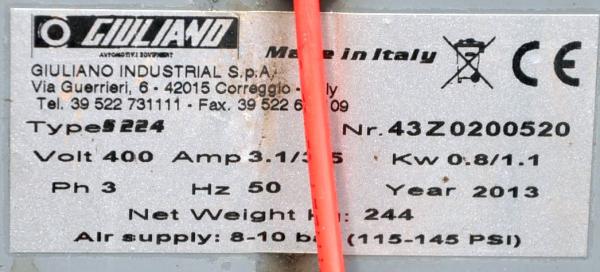 GIULIANO
AUTOMOTIVE EQUIPMENT
Made in Italy
CE
GIULIANO INDUSTRIAL S.p.A
Via Guerrieri, 6 - 42015 Correggio -
Tel. 39 522 731111 - Fax. 39 522
Type S 224 Nr. 43Z0200520
Volt 400 Amp Kw 0.8/1.1
Ph 3 Hz 50 Year 2013
Net Weight 244
Air supply: 8-10 (115-145 PSI)